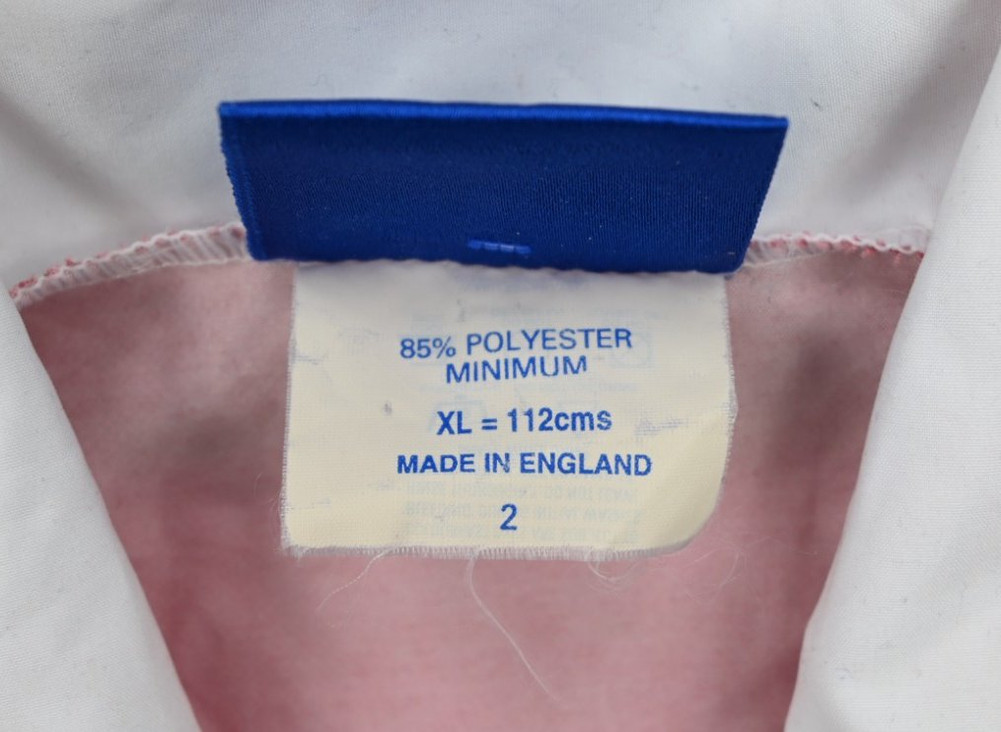 85% POLYESTER
MINIMUM
XL = 112cms
MADE IN ENGLAND
2